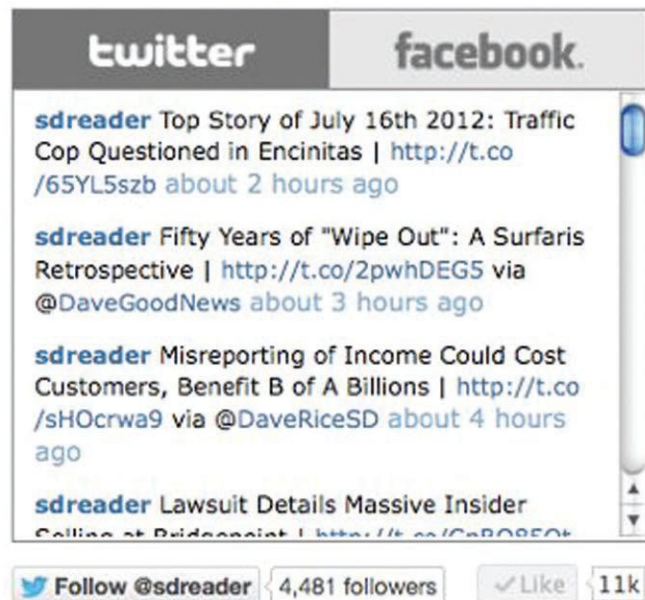 twitter facebook.
sdreader Top Story of July 16th 2012: Traffic
Cop Questioned in Encinitas | http://t.co
/65YL5szb about 2 hours ago
sdreader Fifty Years of "Wipe Out": A Surfaris
Retrospective | http://t.co/2pwhDEG5 via
@DaveGoodNews about 3 hours ago
sdreader Misreporting of Income Could Cost
Customers, Benefit B of A Billions | http://t.co
/sHOcrwa9 via @DaveRiceSD about 4 hours
ago
sdreader Lawsuit Details Massive Insider
Selling at Bridgepoint |
Follow @sdreader 4,481 followers Like 11k